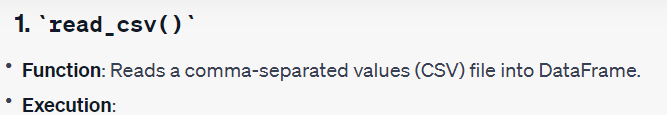 1. `read_csv()`
• Function: Reads a comma-separated values (CSV) file into DataFrame.
• Execution: